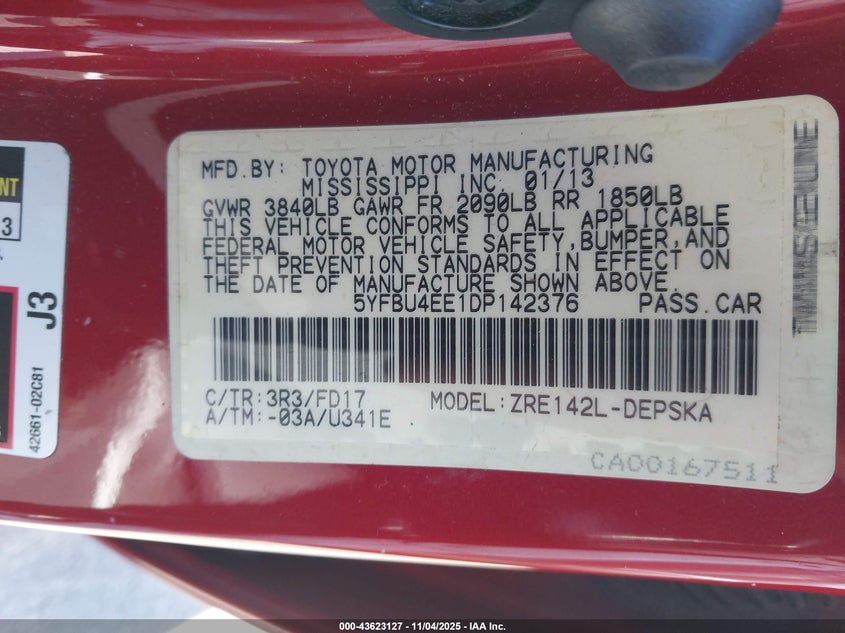 MFD.BY: TOYOTA MOTOR MANUFACTURING
MISSISSIPPI INC. 01/13
GVWR 3840LB GAWR FR 2090LB RR 1850LB
THIS VEHICLE CONFORMS TO ALL APPLICABLE
FEDERAL MOTOR VEHICLE SAFETY,BUMPER,AND
THEFT PREVENTION STANDARDS IN EFFECT ON
THE DATE OF MANUFACTURE SHOWN ABOVE.
5YFBU4EE1DP142376 PASS.CAR
C/TR:3R3/FD17 MODEL:ZRE142L-DEPSKA
A/TM:-03A/U341E
CA00167511
J3
42661-02C81
3
000-43623127 - 11/04/2025 - IAA Inc.